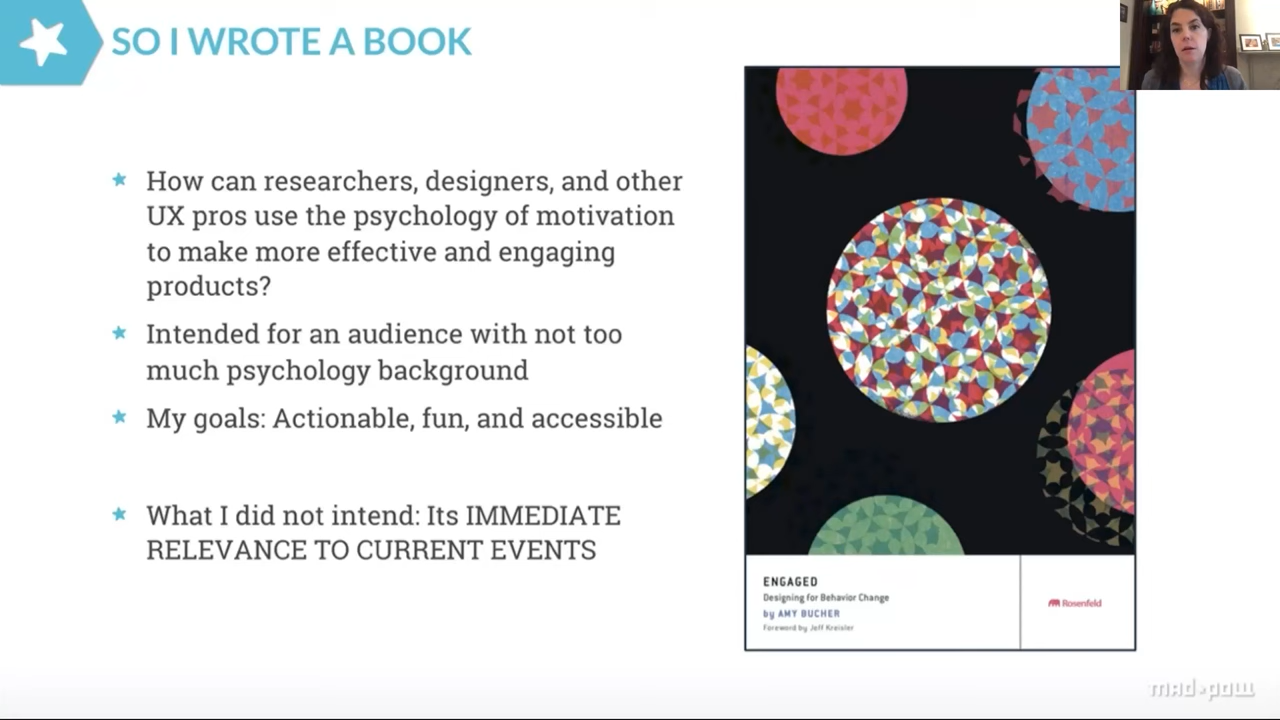 SO I WROTE A BOOK
How can researchers, designers, and other
UX pros use the psychology of motivation
to make more effective and engaging
products?
Intended for an audience with not too
much psychology background
My goals: Actionable, fun, and accessible
What I did not intend: Its IMMEDIATE
RELEVANCE TO CURRENT EVENTS
ENGAGED
Designing for Behavior Change
by AMY BUCHER
Foreword by Jeff Kreisler
Rosenfeld
mad*pow